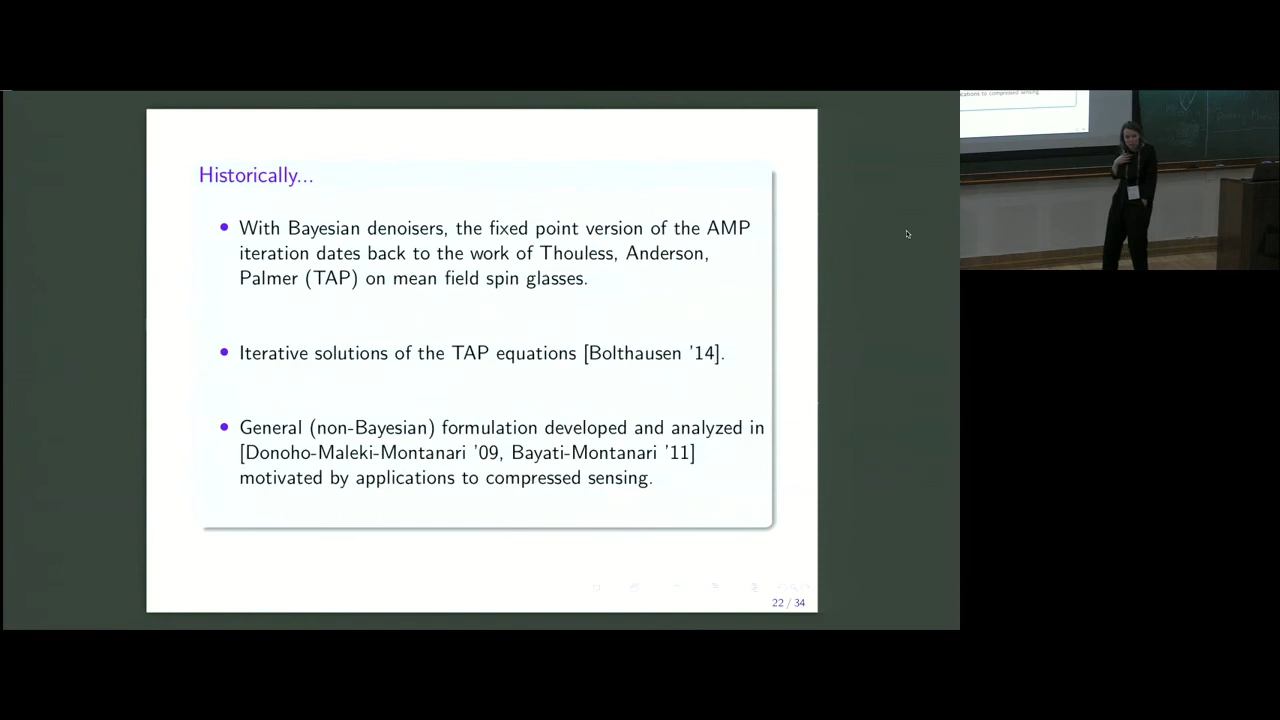 Historically...
• With Bayesian denoisers, the fixed point version of the AMP
iteration dates back to the work of Thouless, Anderson,
Palmer (TAP) on mean field spin glasses.
• Iterative solutions of the TAP equations [Bolthausen '14].
• General (non-Bayesian) formulation developed and analyzed in
[Donoho-Maleki-Montanari '09, Bayati-Montanari '11]
motivated by applications to compressed sensing.
22 / 34
to compressed sensing